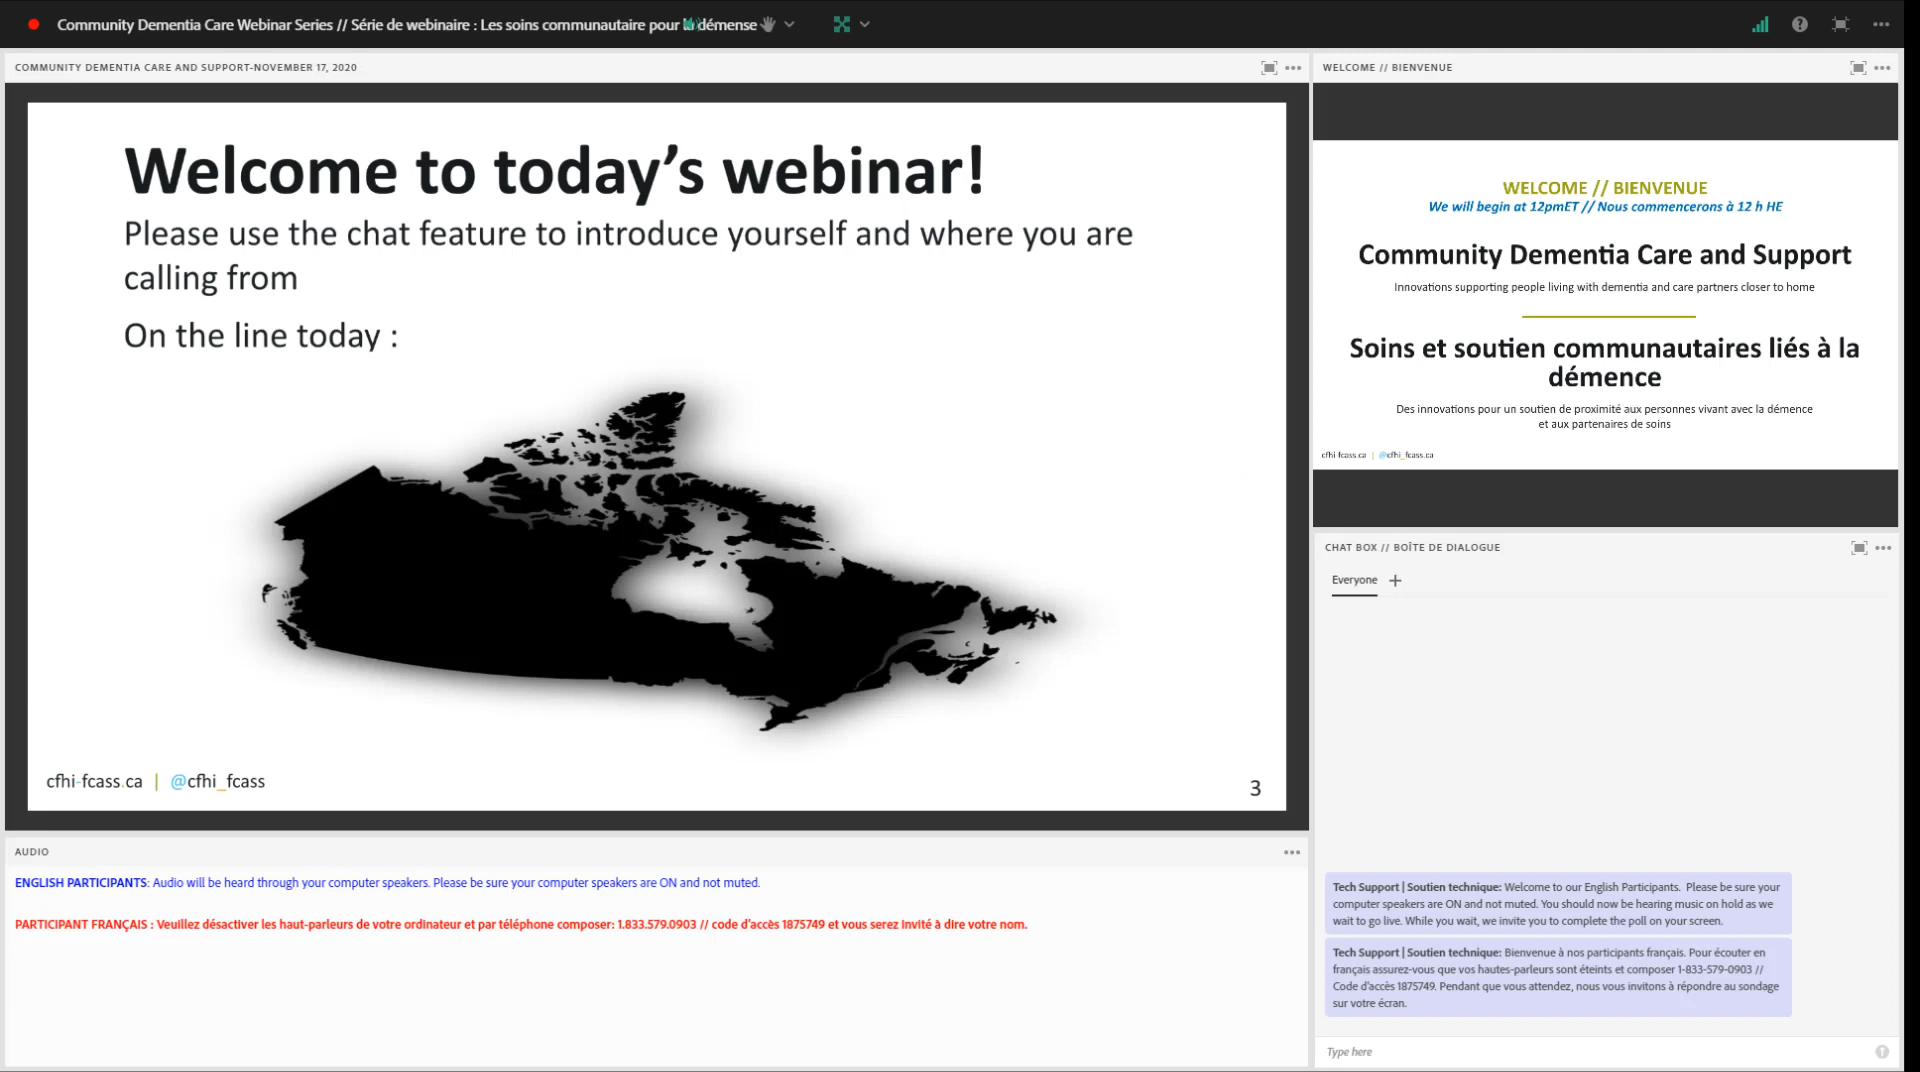 Community Dementia Care Webinar Series // Série de webinaire : Les soins communautaire pour la démense
COMMUNITY DEMENTIA CARE AND SUPPORT-NOVEMBER 17, 2020
Welcome to today's webinar!
Please use the chat feature to introduce yourself and where you are
calling from
On the line today :
cfhi-fcass.ca | @cfhi_fcass
3
AUDIO
ENGLISH PARTICIPANTS: Audio will be heard through your computer speakers. Please be sure your computer speakers are ON and not muted.
PARTICIPANT FRANÇAIS : Veuillez désactiver les haut-parleurs de votre ordinateur et par téléphone composer: 1.833.579.0903 // code d'accès 1875749 et vous serez invité à dire votre nom.
WELCOME // BIENVENUE
WELCOME // BIENVENUE
We will begin at 12pmET // Nous commencerons à 12 h HE
Community Dementia Care and Support
Innovations supporting people living with dementia and care partners closer to home
Soins et soutien communautaires liés à la
démence
Des innovations pour un soutien de proximité aux personnes vivant avec la démence
et aux partenaires de soins
cfhi-fcass.ca | @cfhi_fcass.ca
CHAT BOX // BOÎTE DE DIALOGUE
Everyone
Tech Support | Soutien technique: Welcome to our English Participants. Please be sure your
computer speakers are ON and not muted. You should now be hearing music on hold as we
wait to go live. While you wait, we invite you to complete the poll on your screen.
Tech Support | Soutien technique: Bienvenue à nos participants français. Pour écouter en
français assurez-vous que vos hautes-parleurs sont éteints et composer 1-833-579-0903 //
Code d'accès 1875749. Pendant que vous attendez, nous vous invitons à répondre au sondage
sur votre écran.
Type here